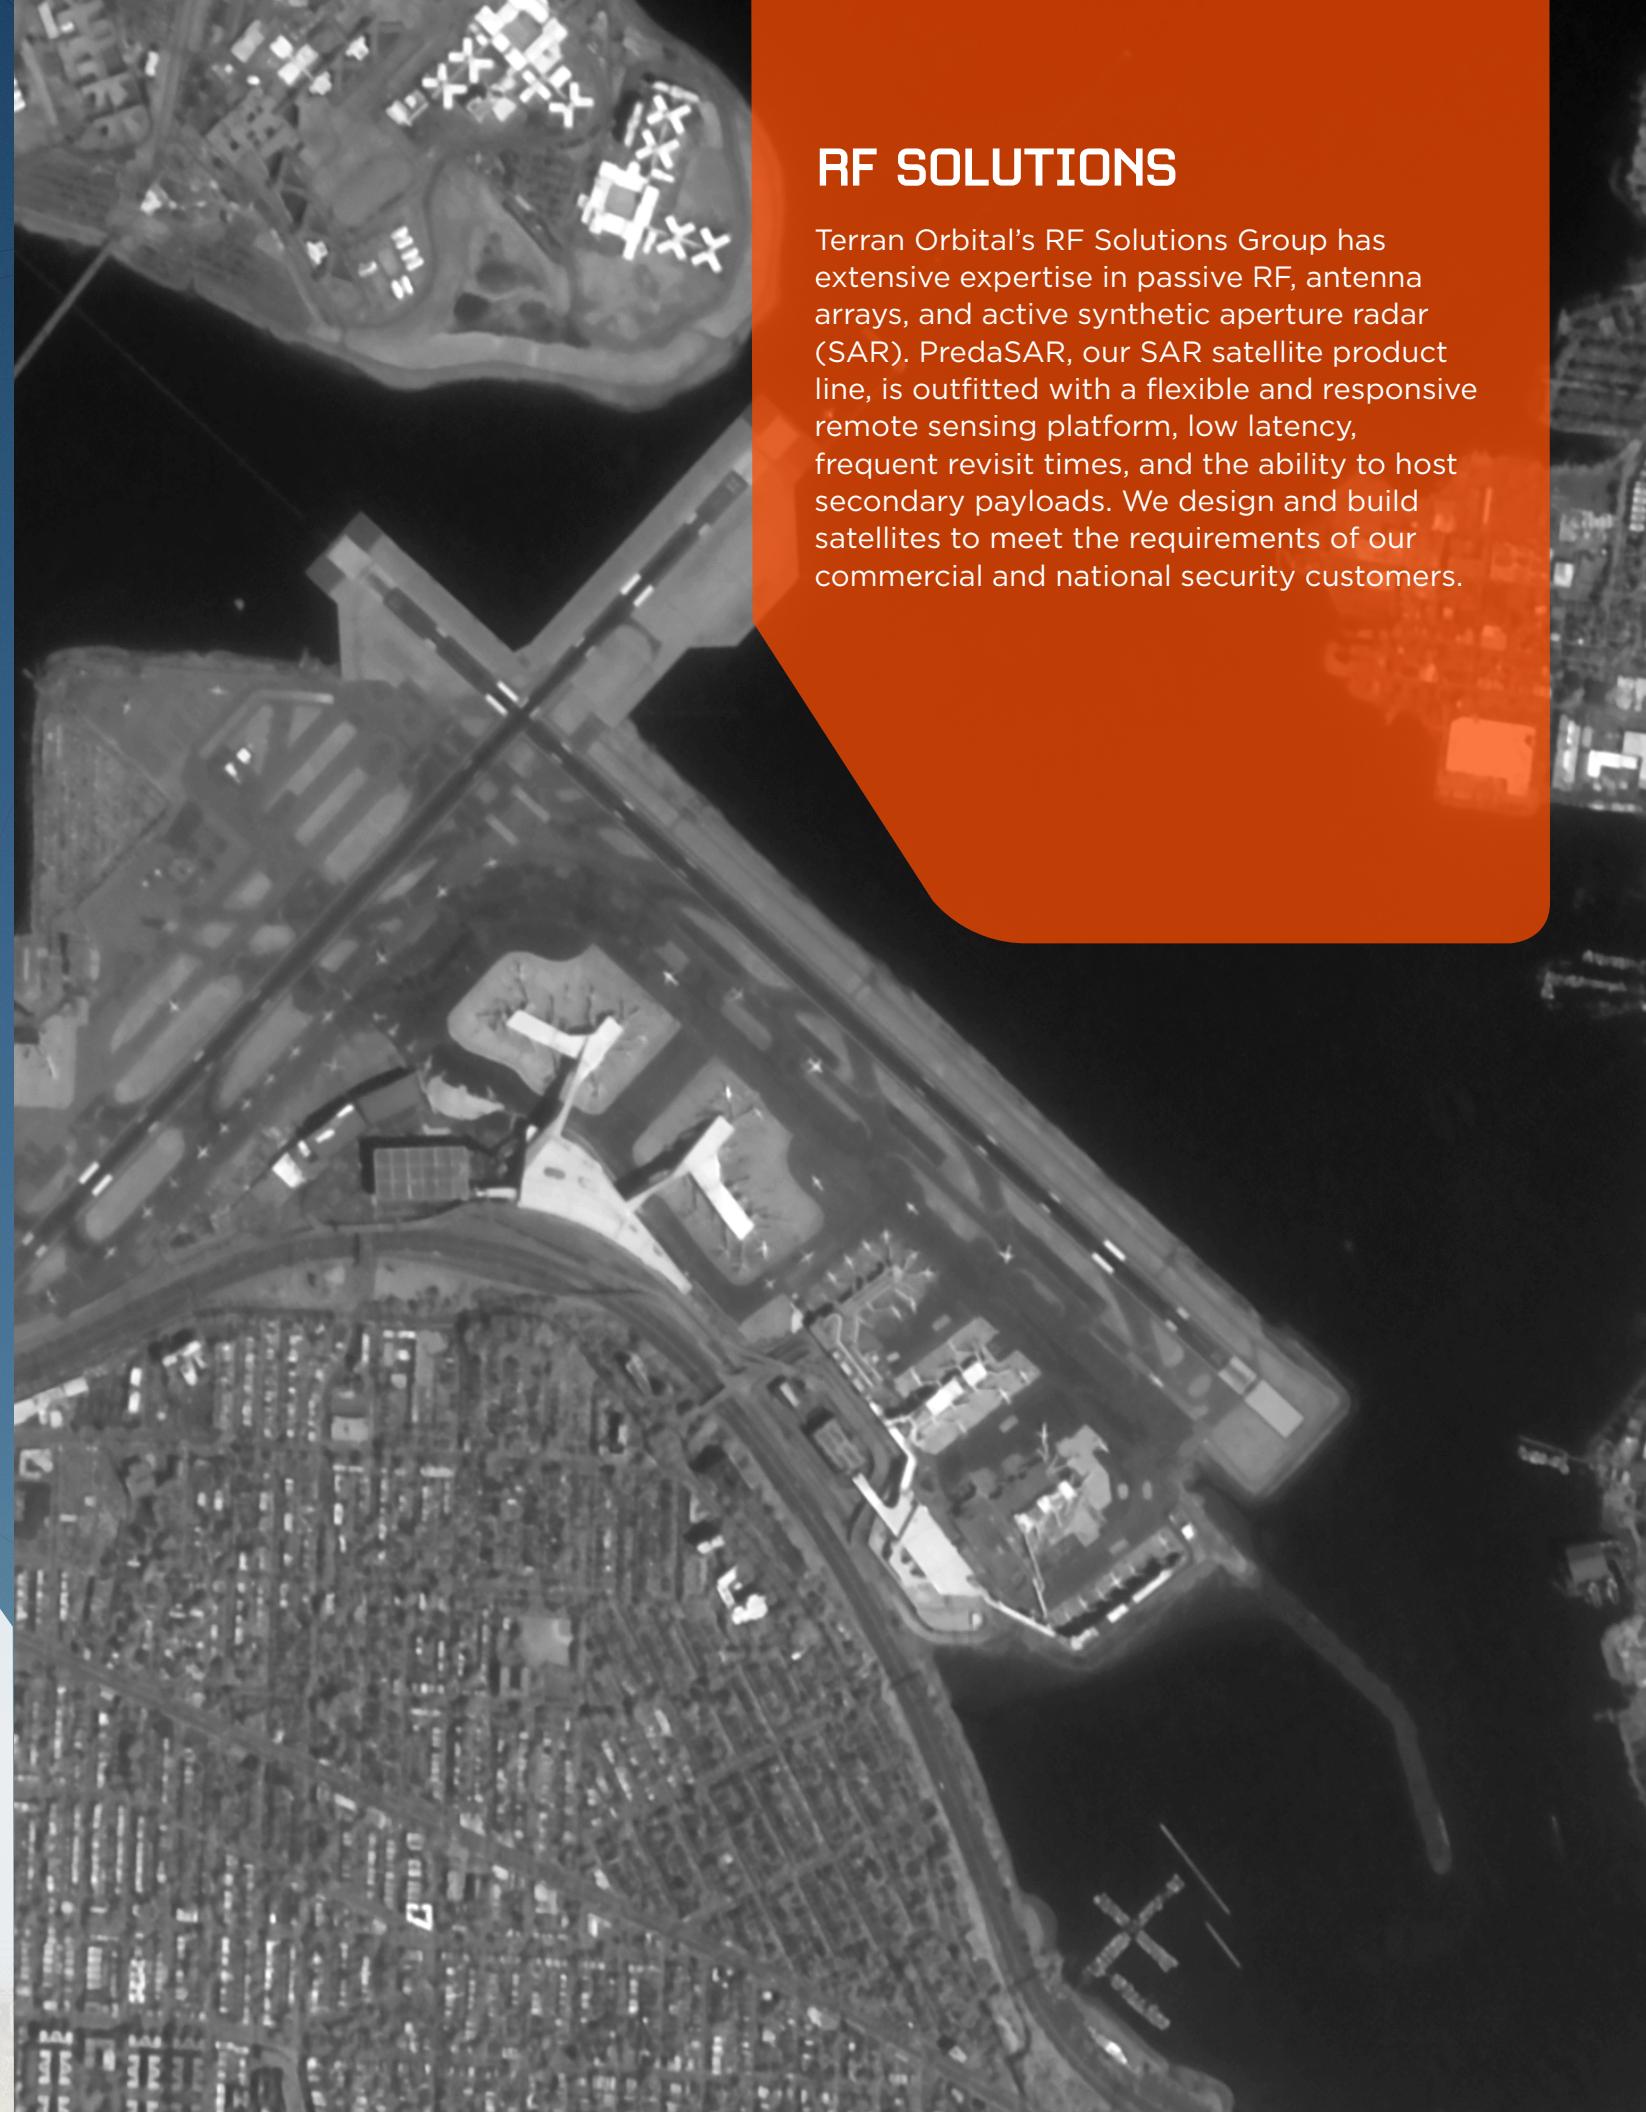 RF SOLUTIONS
Terran Orbital’s RF Solutions Group has
extensive expertise in passive RF, antenna
arrays, and active synthetic aperture radar
(SAR). PredaSAR, our SAR satellite product
line, is outfitted with a flexible and responsive
remote sensing platform, low latency,
frequent revisit times, and the ability to host
secondary payloads. We design and build
satellites to meet the requirements of our
commercial and national security customers.